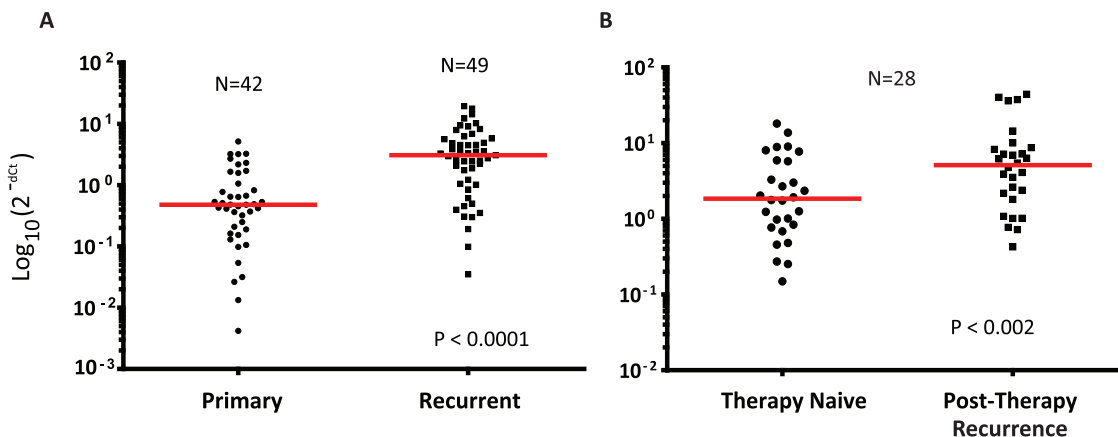 A
B
Log10(2^-dCt)
10^2
10^1
10^0
10^-1
10^-2
10^-3
N=42
N=49
P < 0.0001
Primary
Recurrent
10^2
10^1
10^0
10^-1
10^-2
N=28
P < 0.002
Therapy Naive
Post-Therapy
Recurrence